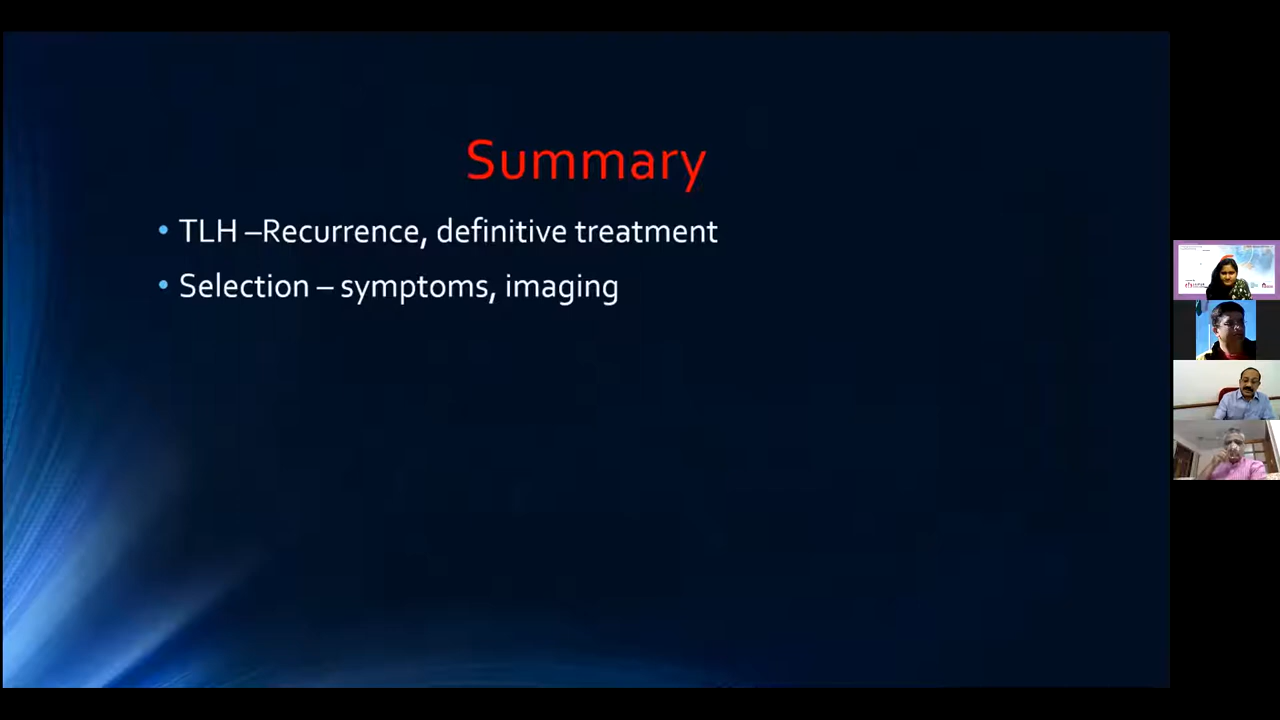 Summary
• TLH –Recurrence, definitive treatment
• Selection – symptoms, imaging